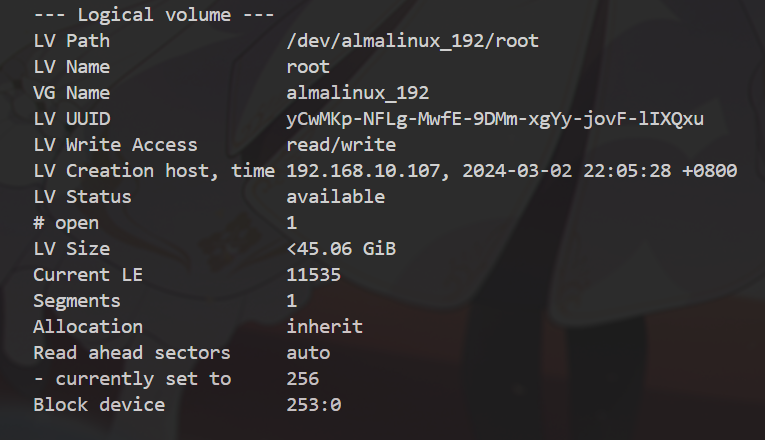 --- Logical volume ---
LV Path                /dev/almalinux_192/root
LV Name                root
VG Name                almalinux_192
LV UUID                yCwMKp-NFLg-MwfE-9DMm-xgYy-jovF-lIXQxu
LV Write Access        read/write
LV Creation host, time 192.168.10.107, 2024-03-02 22:05:28 +0800
LV Status              available
# open                 1
LV Size                <45.06 GiB
Current LE             11535
Segments               1
Allocation             inherit
Read ahead sectors     auto
- currently set to     256
Block device           253:0